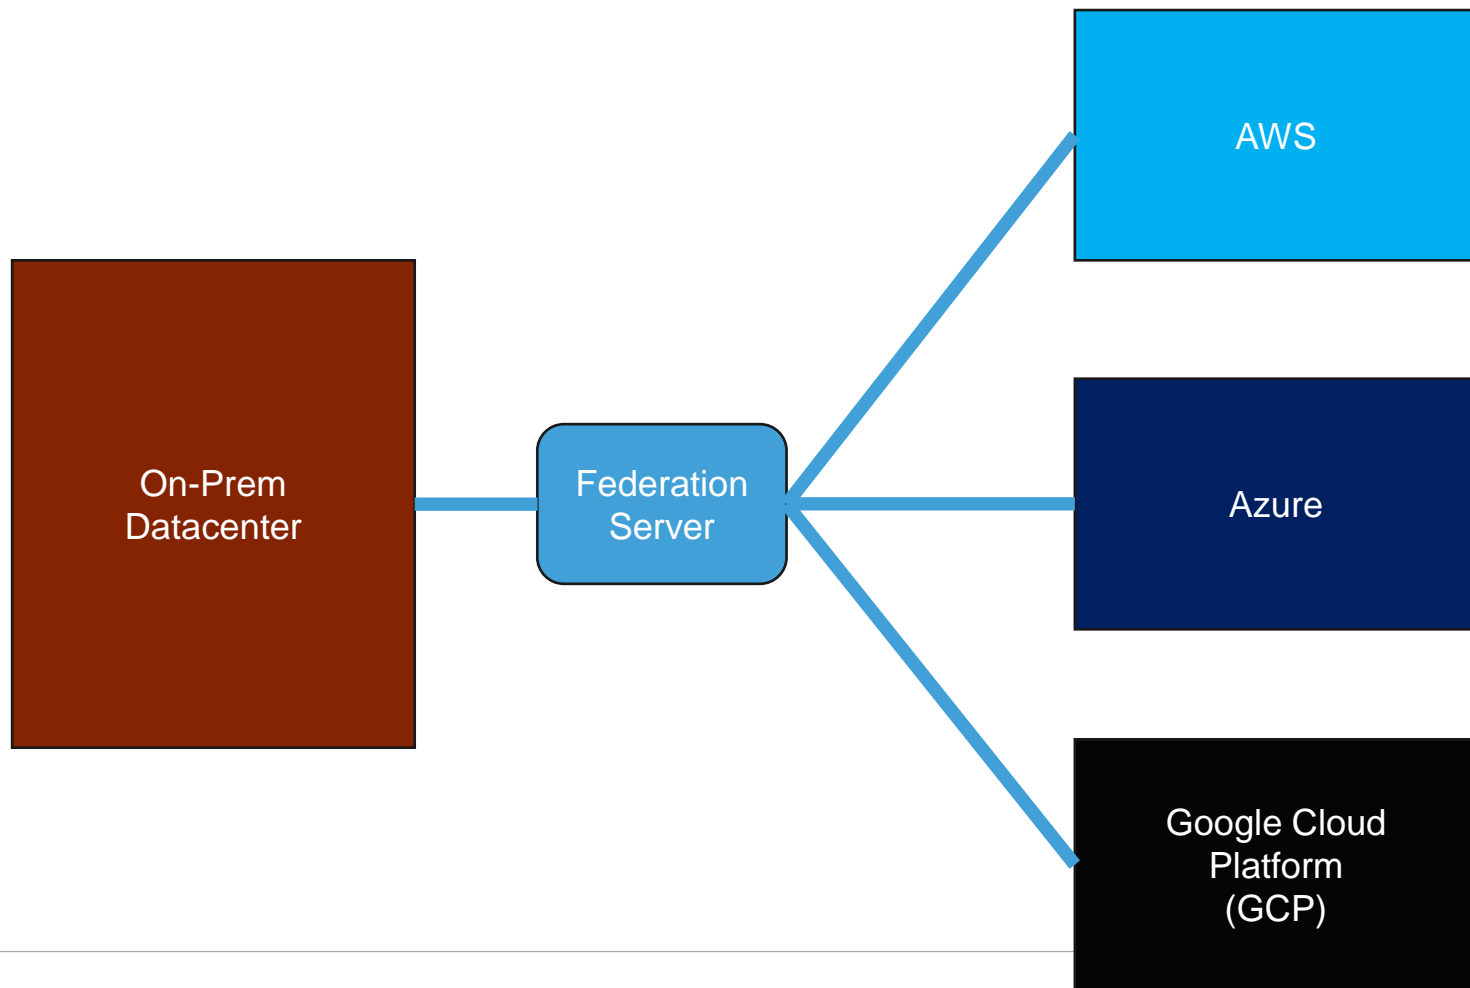 AWS
On-Prem
Datacenter
Federation
Server
Azure
Google Cloud
Platform
(GCP)